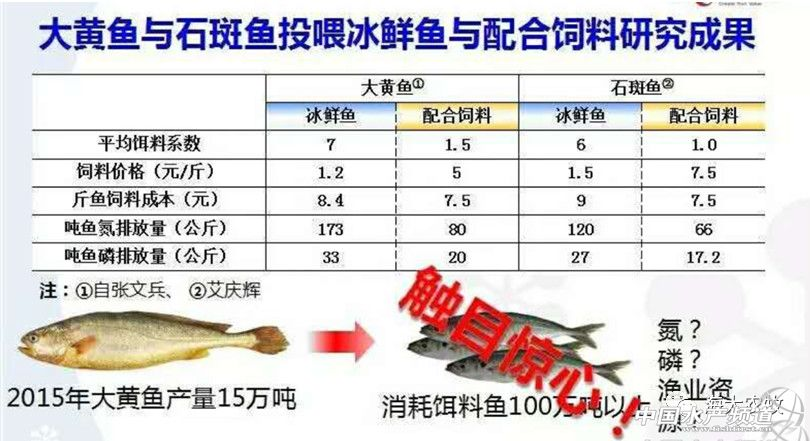 Create Your Value
大黄鱼与石斑鱼投喂冰鲜鱼与配合饲料研究成果
大黄鱼① 石斑鱼②
冰鲜鱼 配合饲料 冰鲜鱼 配合饲料
平均饵料系数 7 1.5 6 1.0
饲料价格（元/斤） 1.2 5 1.5 7.5
斤鱼饲料成本（元） 8.4 7.5 9 7.5
吨鱼氮排放量（公斤） 173 80 120 66
吨鱼磷排放量（公斤） 33 20 27 17.2
注：①自张文兵、②艾庆辉
触目惊心！
氮？
磷？
渔业资
源？
2015年大黄鱼产量15万吨
消耗饵料鱼100万吨以上
中国水产频道
www.fishfirst.cn